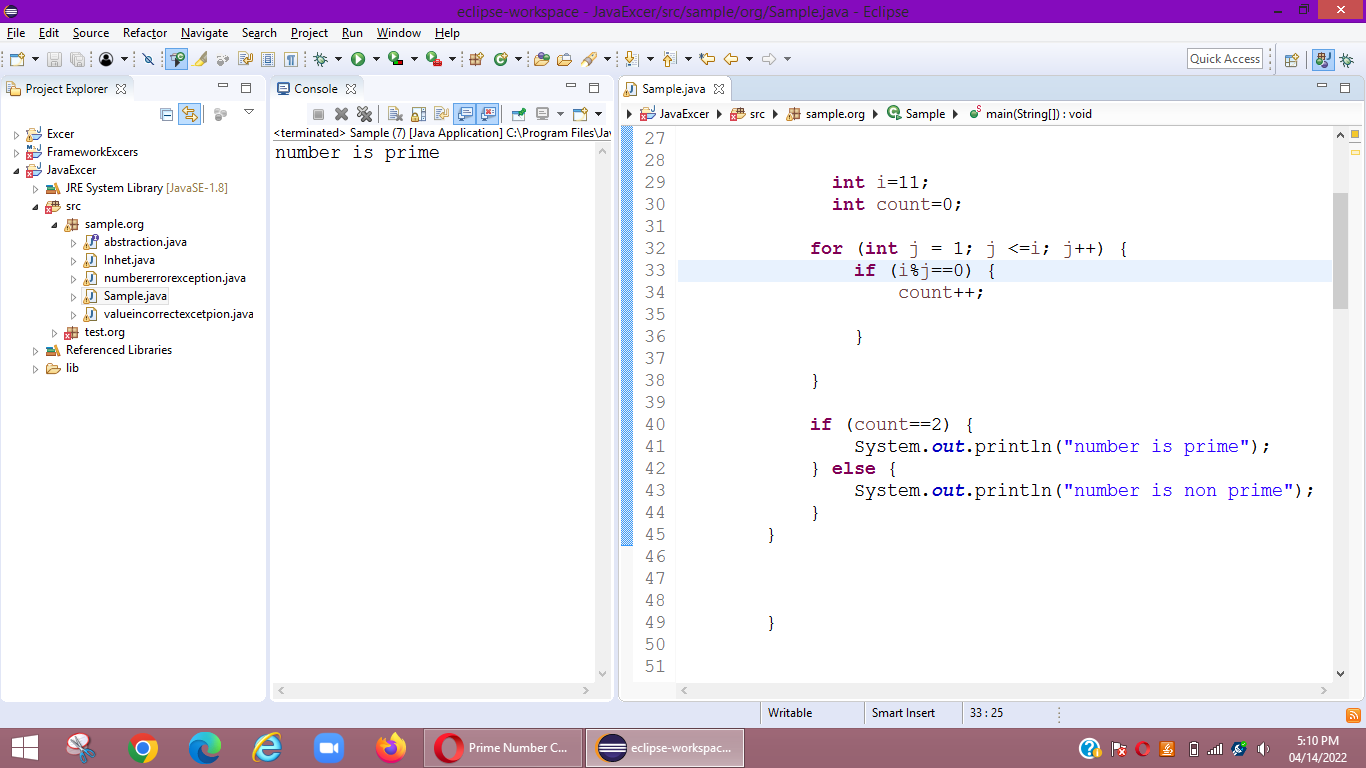 eclipse-workspace - JavaExcer/src/sample/org/Sample.java - Eclipse
File Edit Source Refactor Navigate Search Project Run Window Help
Quick Access
Project Explorer
Excer
FrameworkExcers
JavaExcer
JRE System Library [JavaSE-1.8]
src
sample.org
abstraction.java
Inhet.java
numbererorexception.java
Sample.java
valueincorrectexcetpion.java
test.org
Referenced Libraries
lib
Console
<terminated> Sample (7) [Java Application] C:\Program Files\Jav
number is prime
Sample.java
JavaExcer src sample.org Sample main(String[]) : void
27
28
29 int i=11;
30 int count=0;
31
32 for (int j = 1; j <=i; j++) {
33 if (i%j==0) {
34 count++;
35
36 }
37
38 }
39
40 if (count==2) {
41 System.out.println("number is prime");
42 } else {
43 System.out.println("number is non prime");
44 }
45 }
46
47
48
49 }
50
51
Writable Smart Insert 33 : 25
Prime Number C...
eclipse-workspac...
5:10 PM
04/14/2022